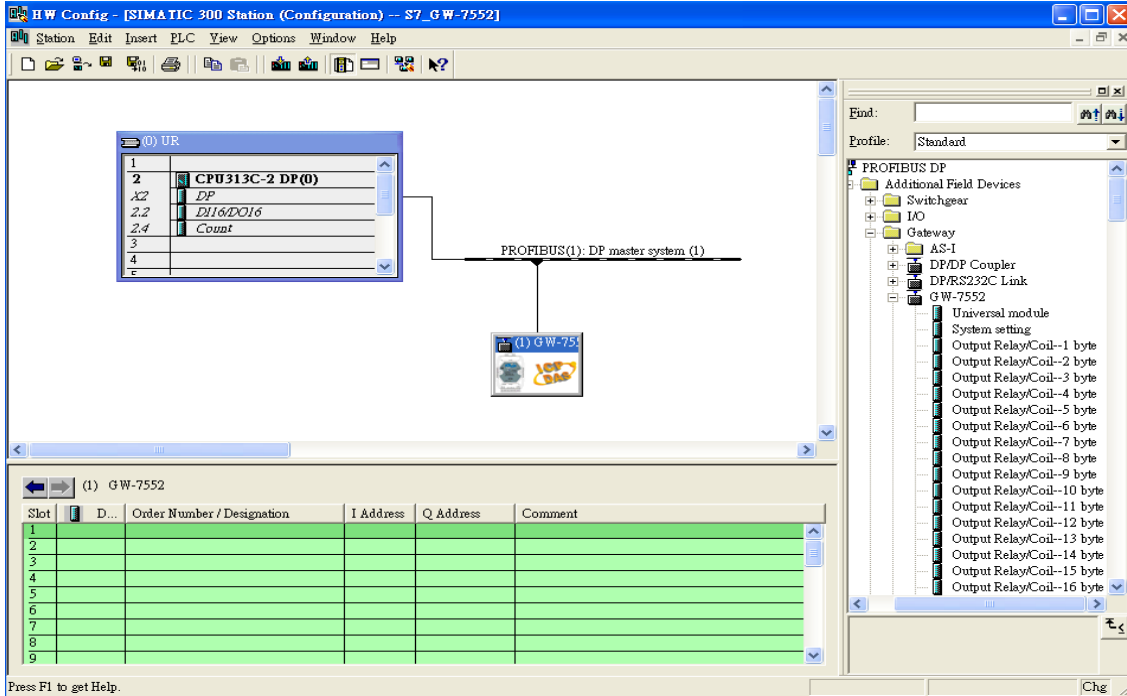 HW Config - [SIMATIC 300 Station (Configuration) -- S7_GW-7552]
Station Edit Insert PLC View Options Window Help
(0) UR
1
2 CPU313C-2 DP(0)
X2 DP
2.2 DI16/DO16
2.4 Count
3
4
PROFIBUS(1): DP master system (1)
(1) GW-755
ICP
DAS
(1) GW-7552
Slot D... Order Number / Designation I Address Q Address Comment
1
2
3
4
5
6
7
8
9
Find:
Profile: Standard
PROFIBUS DP
Additional Field Devices
Switchgear
I/O
Gateway
AS-I
DP/DP Coupler
DP/RS232C Link
GW-7552
Universal module
System setting
Output Relay/Coil--1 byte
Output Relay/Coil--2 byte
Output Relay/Coil--3 byte
Output Relay/Coil--4 byte
Output Relay/Coil--5 byte
Output Relay/Coil--6 byte
Output Relay/Coil--7 byte
Output Relay/Coil--8 byte
Output Relay/Coil--9 byte
Output Relay/Coil--10 byte
Output Relay/Coil--11 byte
Output Relay/Coil--12 byte
Output Relay/Coil--13 byte
Output Relay/Coil--14 byte
Output Relay/Coil--15 byte
Output Relay/Coil--16 byte
Press F1 to get Help.
Chg